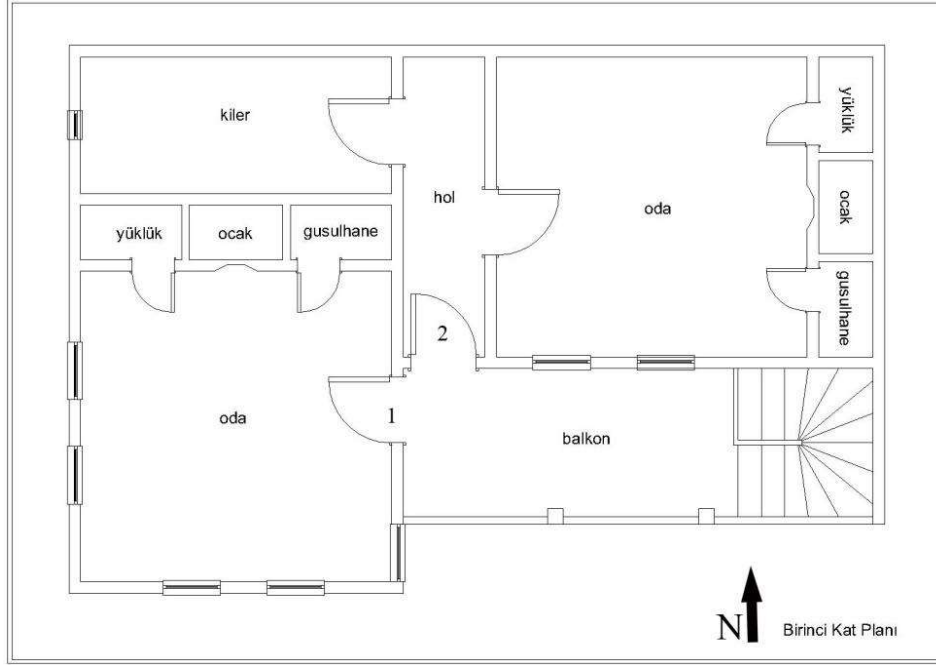 kiler
yüklük
hol
oda
ocak
yüklük
ocak
gusulhane
gusulhane
2
1
oda
balkon
N
Birinci Kat Planı